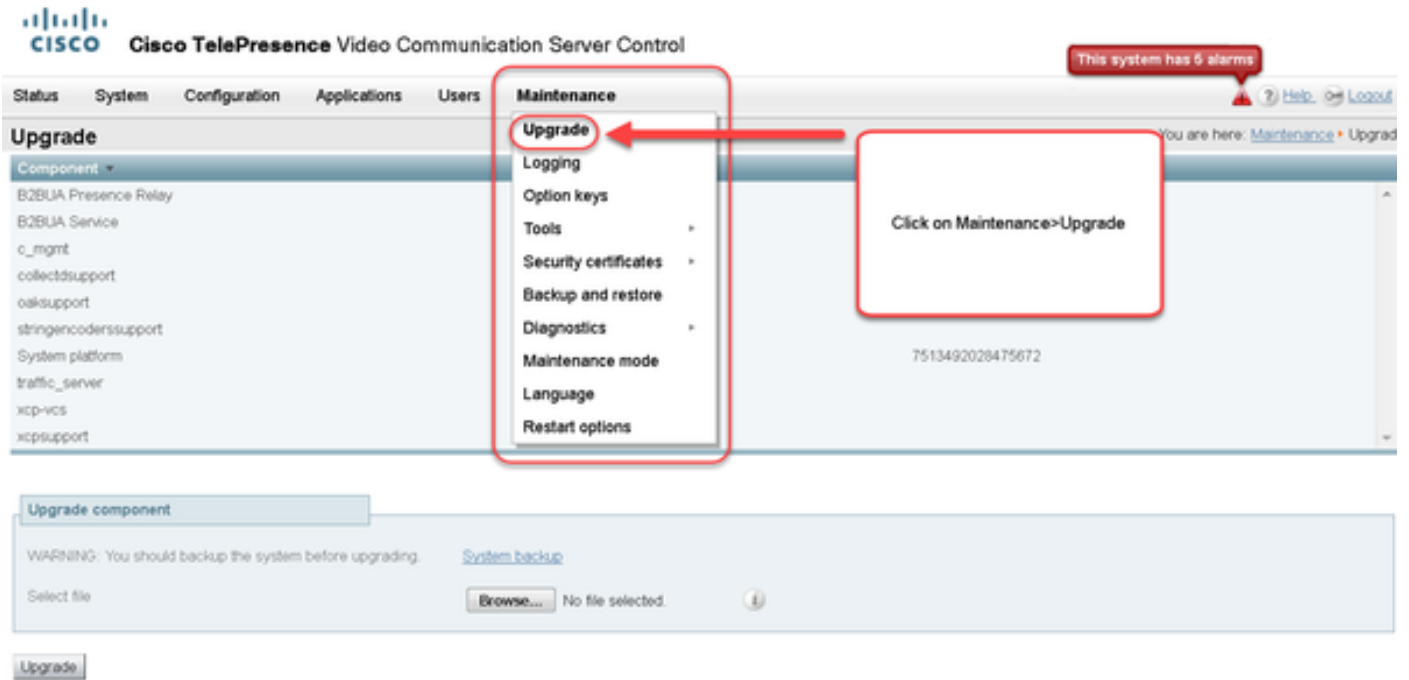 CISCO Cisco TelePresence Video Communication Server Control
This system has 6 alarms
Status System Configuration Applications Users Maintenance Help Logout
Upgrade
You are here: Maintenance Upgrad
Component
B2BUA Presence Relay
B2BUA Service
c_mgmt
collectdsupport
oaksupport
stringencoderssupport
System platform 7513492028475672
traffic_server
xcp-vcs
xcpsupport
Upgrade
Logging
Option keys
Tools
Security certificates
Backup and restore
Diagnostics
Maintenance mode
Language
Restart options
Click on Maintenance>Upgrade
Upgrade component
WARNING: You should backup the system before upgrading. System backup
Select file Browse... No file selected.
Upgrade